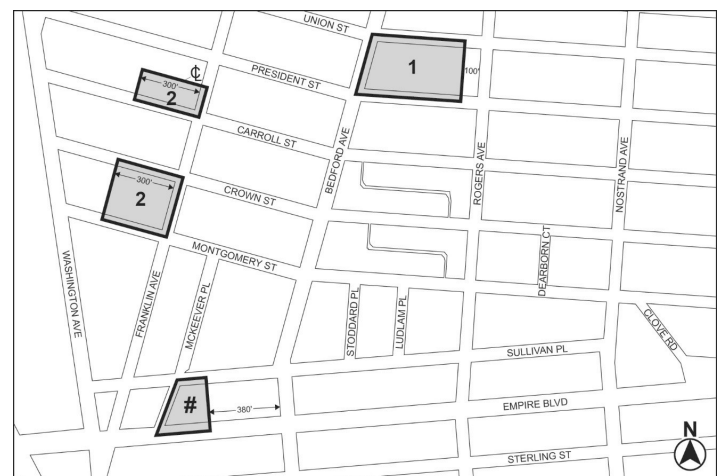 UNION ST
1
100'
PRESIDENT ST
℄
300'
2
CARROLL ST
BEDFORD AVE
ROGERS AVE
NOSTRAND AVE
300'
2
CROWN ST
MONTGOMERY ST
WASHINGTON AVE
FRANKLIN AVE
MCKEEVER PL
STODDARD PL
LUDLAM PL
DEARBORN CT
CLOVE RD
SULLIVAN PL
#
360'
EMPIRE BLVD
STERLING ST
N